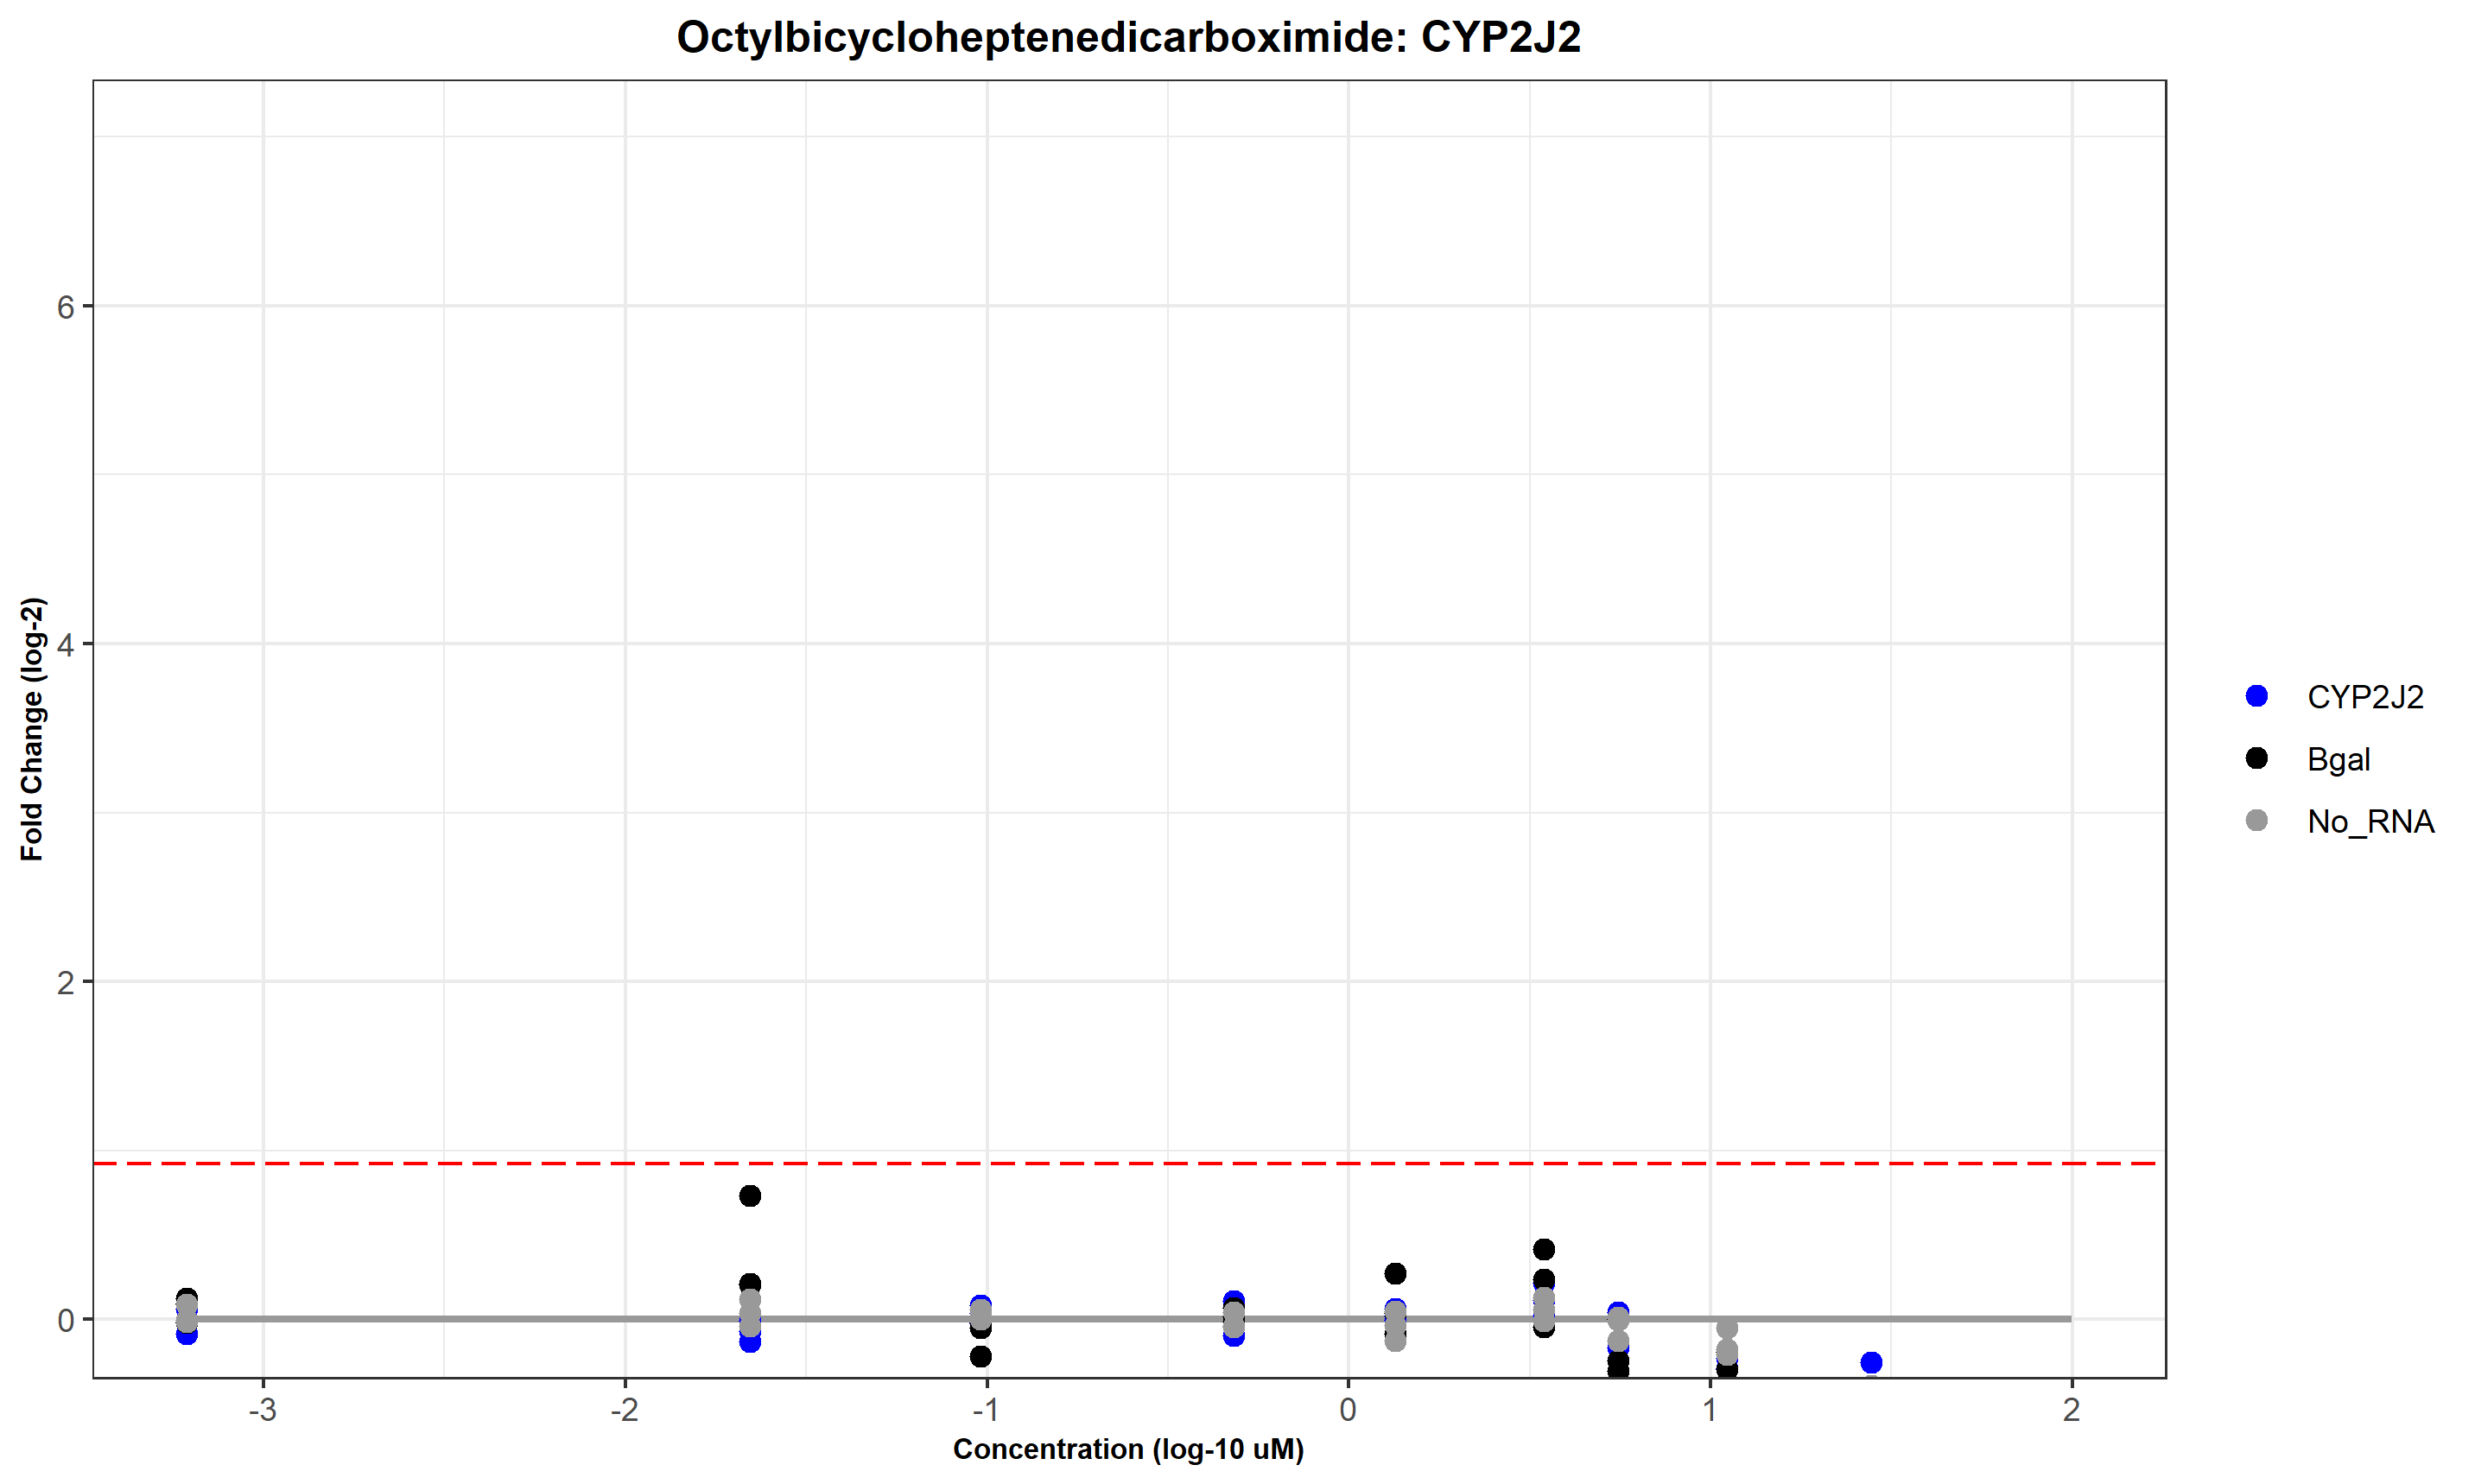 Octylbicycloheptenedicarboximide: CYP2J2
Fold Change (log-2)
6
4
2
0
-3
-2
-1
0
1
2
Concentration (log-10 uM)
CYP2J2
Bgal
No_RNA